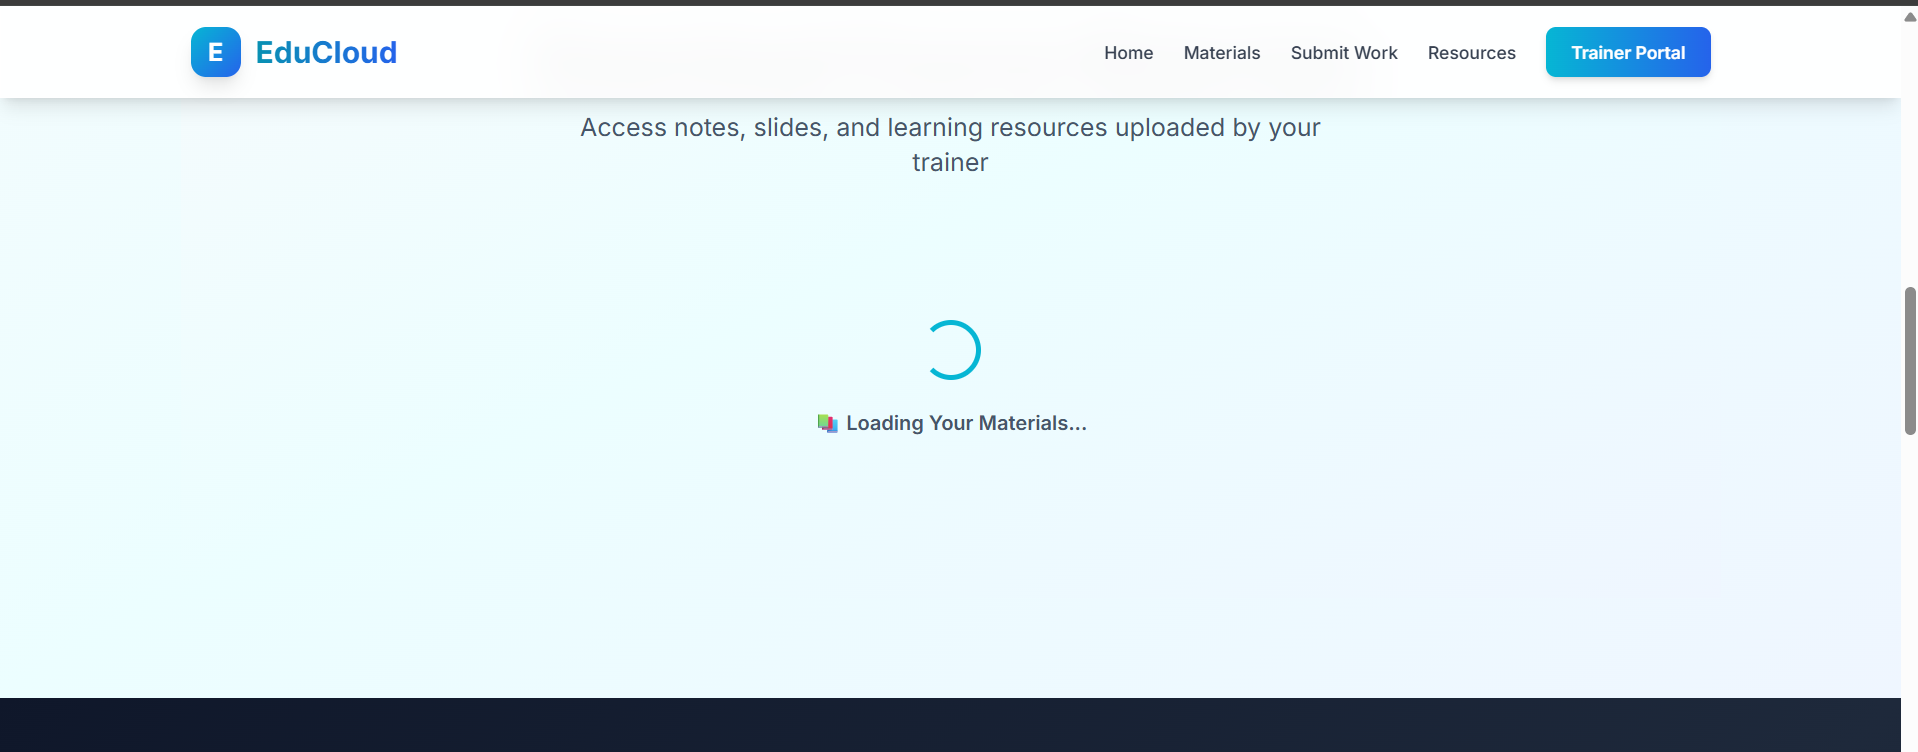 E EduCloud
Home Materials Submit Work Resources Trainer Portal
Access notes, slides, and learning resources uploaded by your
trainer
Loading Your Materials...